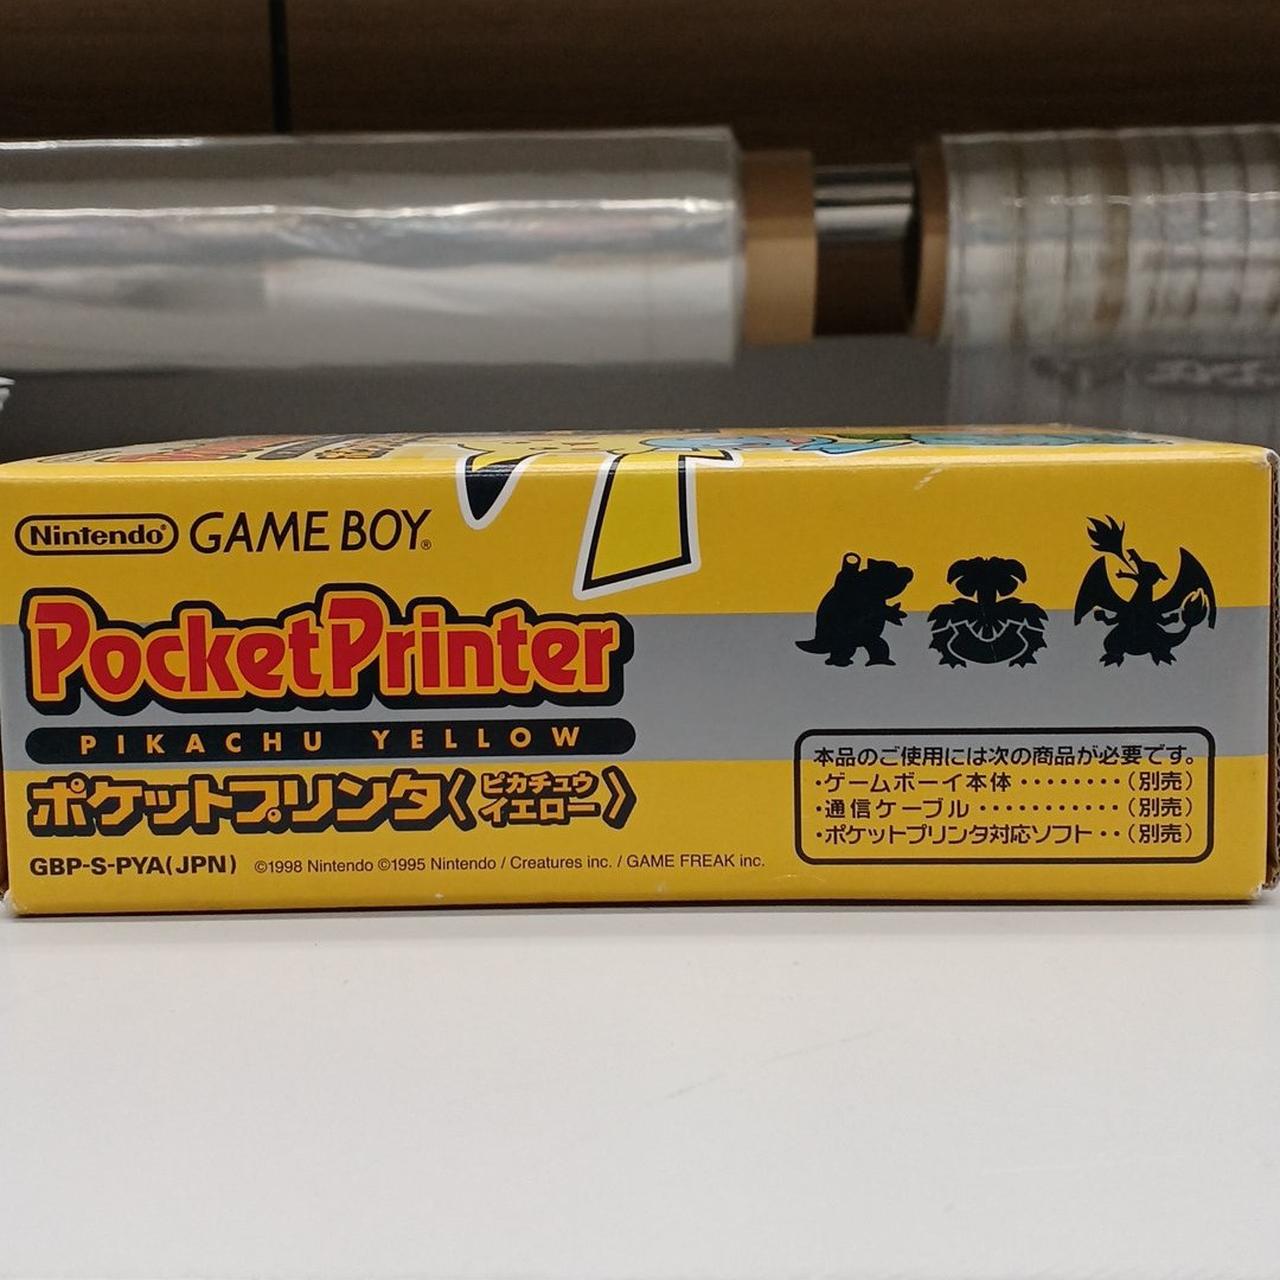 Nintendo® GAME BOY®
PocketPrinter
PIKACHU YELLOW
ポケットプリンタ〈ピカチュウイエロー〉
GBP-S-PYA(JPN) ©1998 Nintendo ©1995 Nintendo / Creatures inc. / GAME FREAK inc.
本品のご使用には次の商品が必要です。
・ゲームボーイ本体・・・・・・・・（別売）
・通信ケーブル・・・・・・・・・・・（別売）
・ポケットプリンタ対応ソフト・・（別売）